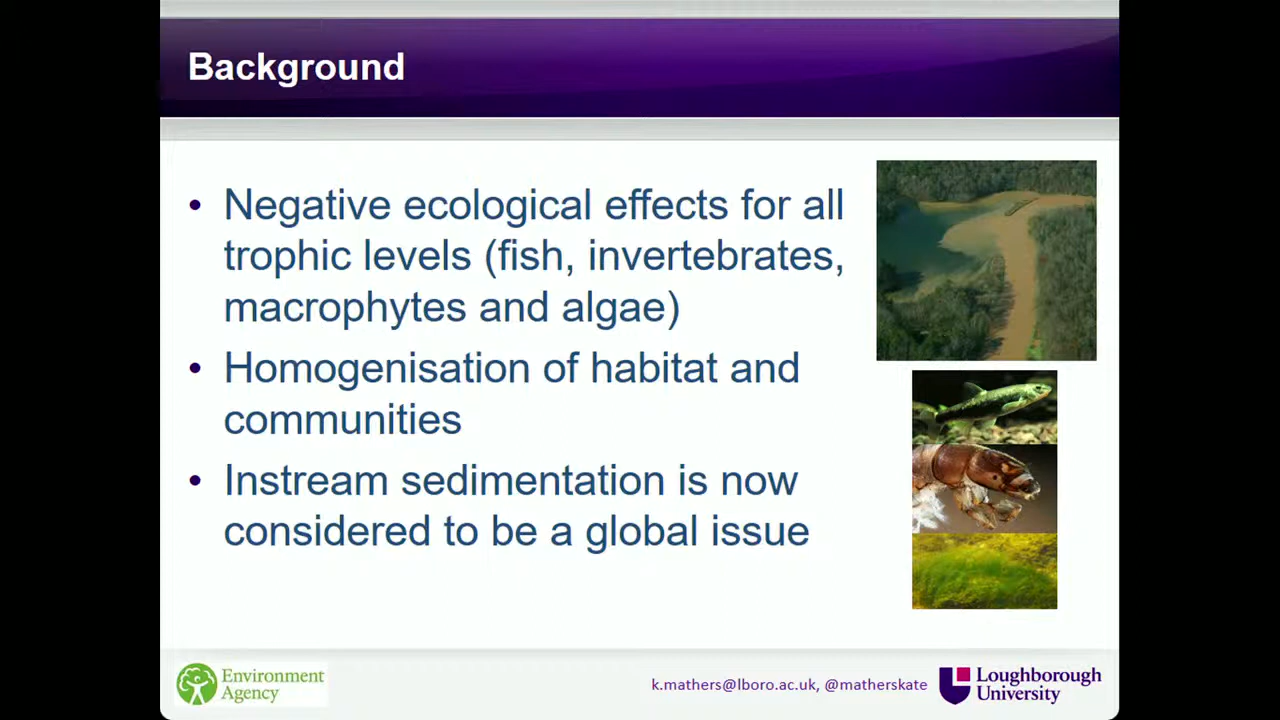 Background
• Negative ecological effects for all
trophic levels (fish, invertebrates,
macrophytes and algae)
• Homogenisation of habitat and
communities
• Instream sedimentation is now
considered to be a global issue
Environment
Agency
k.mathers@lboro.ac.uk, @matherskate
Loughborough
University